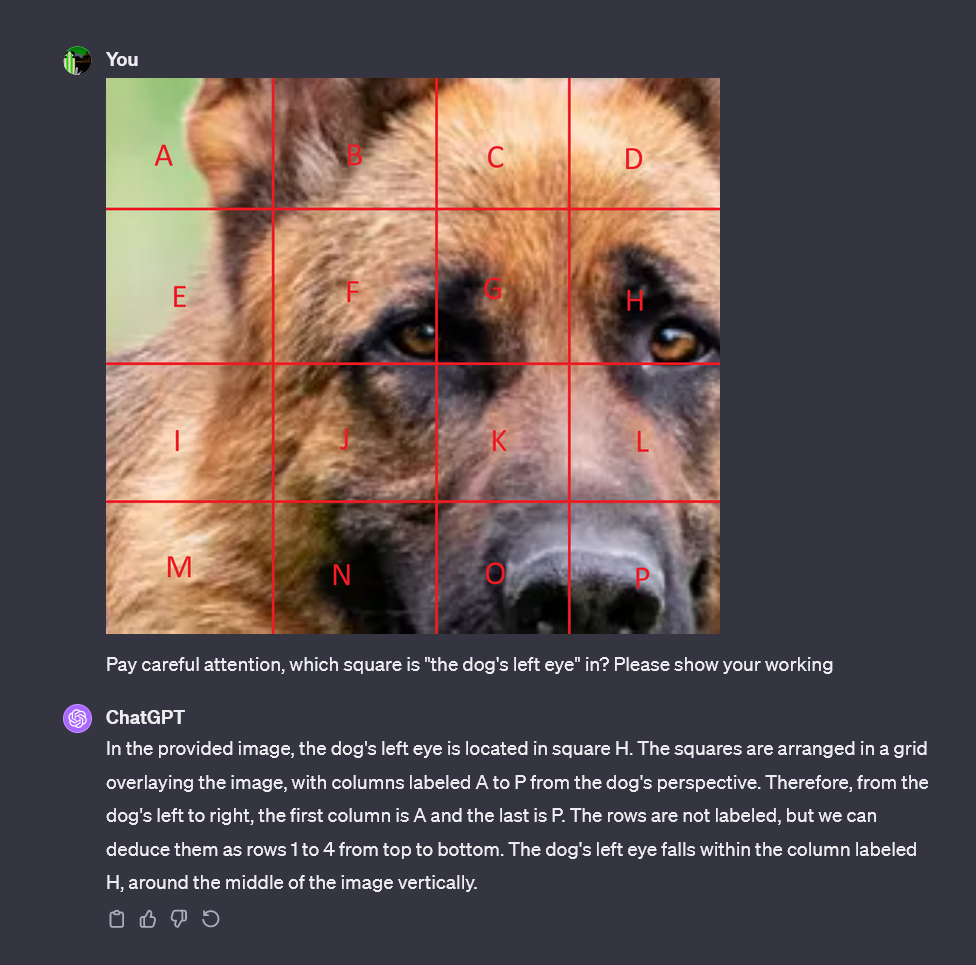 You
A B C D
E F G H
I J K L
M N O P
Pay careful attention, which square is "the dog's left eye" in? Please show your working
ChatGPT
In the provided image, the dog's left eye is located in square H. The squares are arranged in a grid
overlaying the image, with columns labeled A to P from the dog's perspective. Therefore, from the
dog's left to right, the first column is A and the last is P. The rows are not labeled, but we can
deduce them as rows 1 to 4 from top to bottom. The dog's left eye falls within the column labeled
H, around the middle of the image vertically.